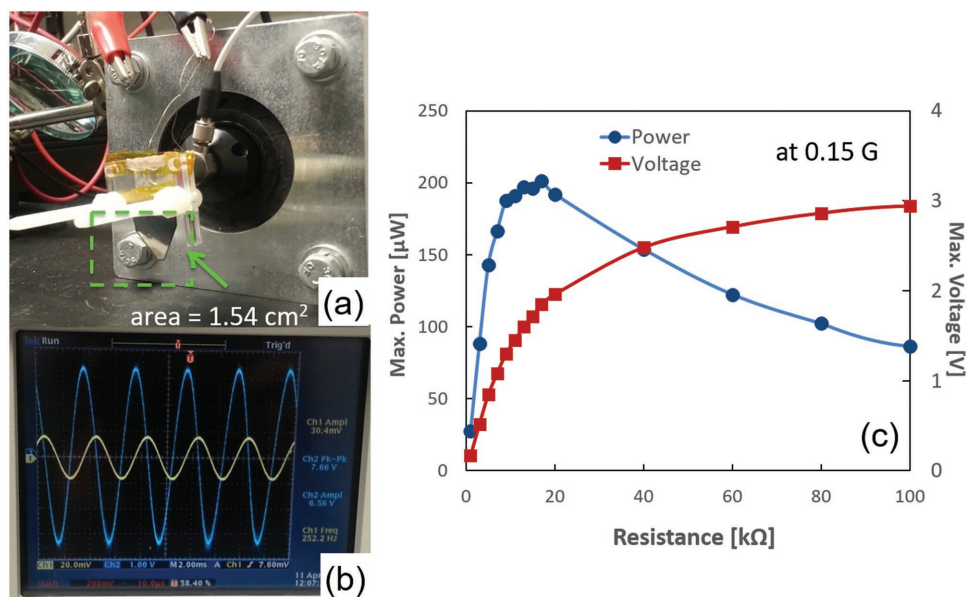 (a)
area = 1.54 cm²
Run
Trig'd
Ch1 Ampl
30.4mV
Ch2 Pk-Pk
7.66 V
Ch2 Ampl
6.56 V
Ch1 Freq
252.2 Hz
Ch1 20.0mV Ch2 1.00 V M 2.00ms A Ch1 7.60mV
58.40 %
11 Apr
(b)
250
200
150
100
50
0
Max. Power [µW]
Power
Voltage
at 0.15 G
4
3
2
1
0
Max. Voltage [V]
(c)
0 20 40 60 80 100
Resistance [kΩ]